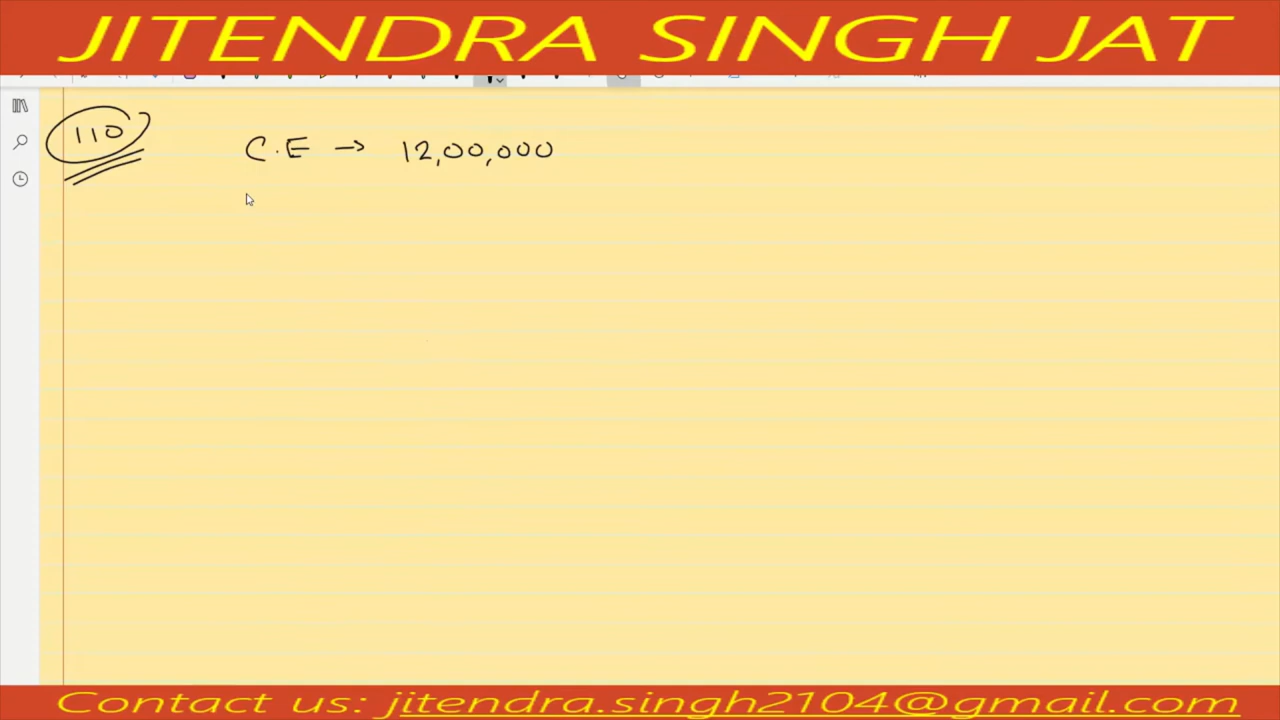 JITENDRA SINGH JAT
110
C.E → 12,00,000
Contact us: jitendra.singh2104@gmail.com